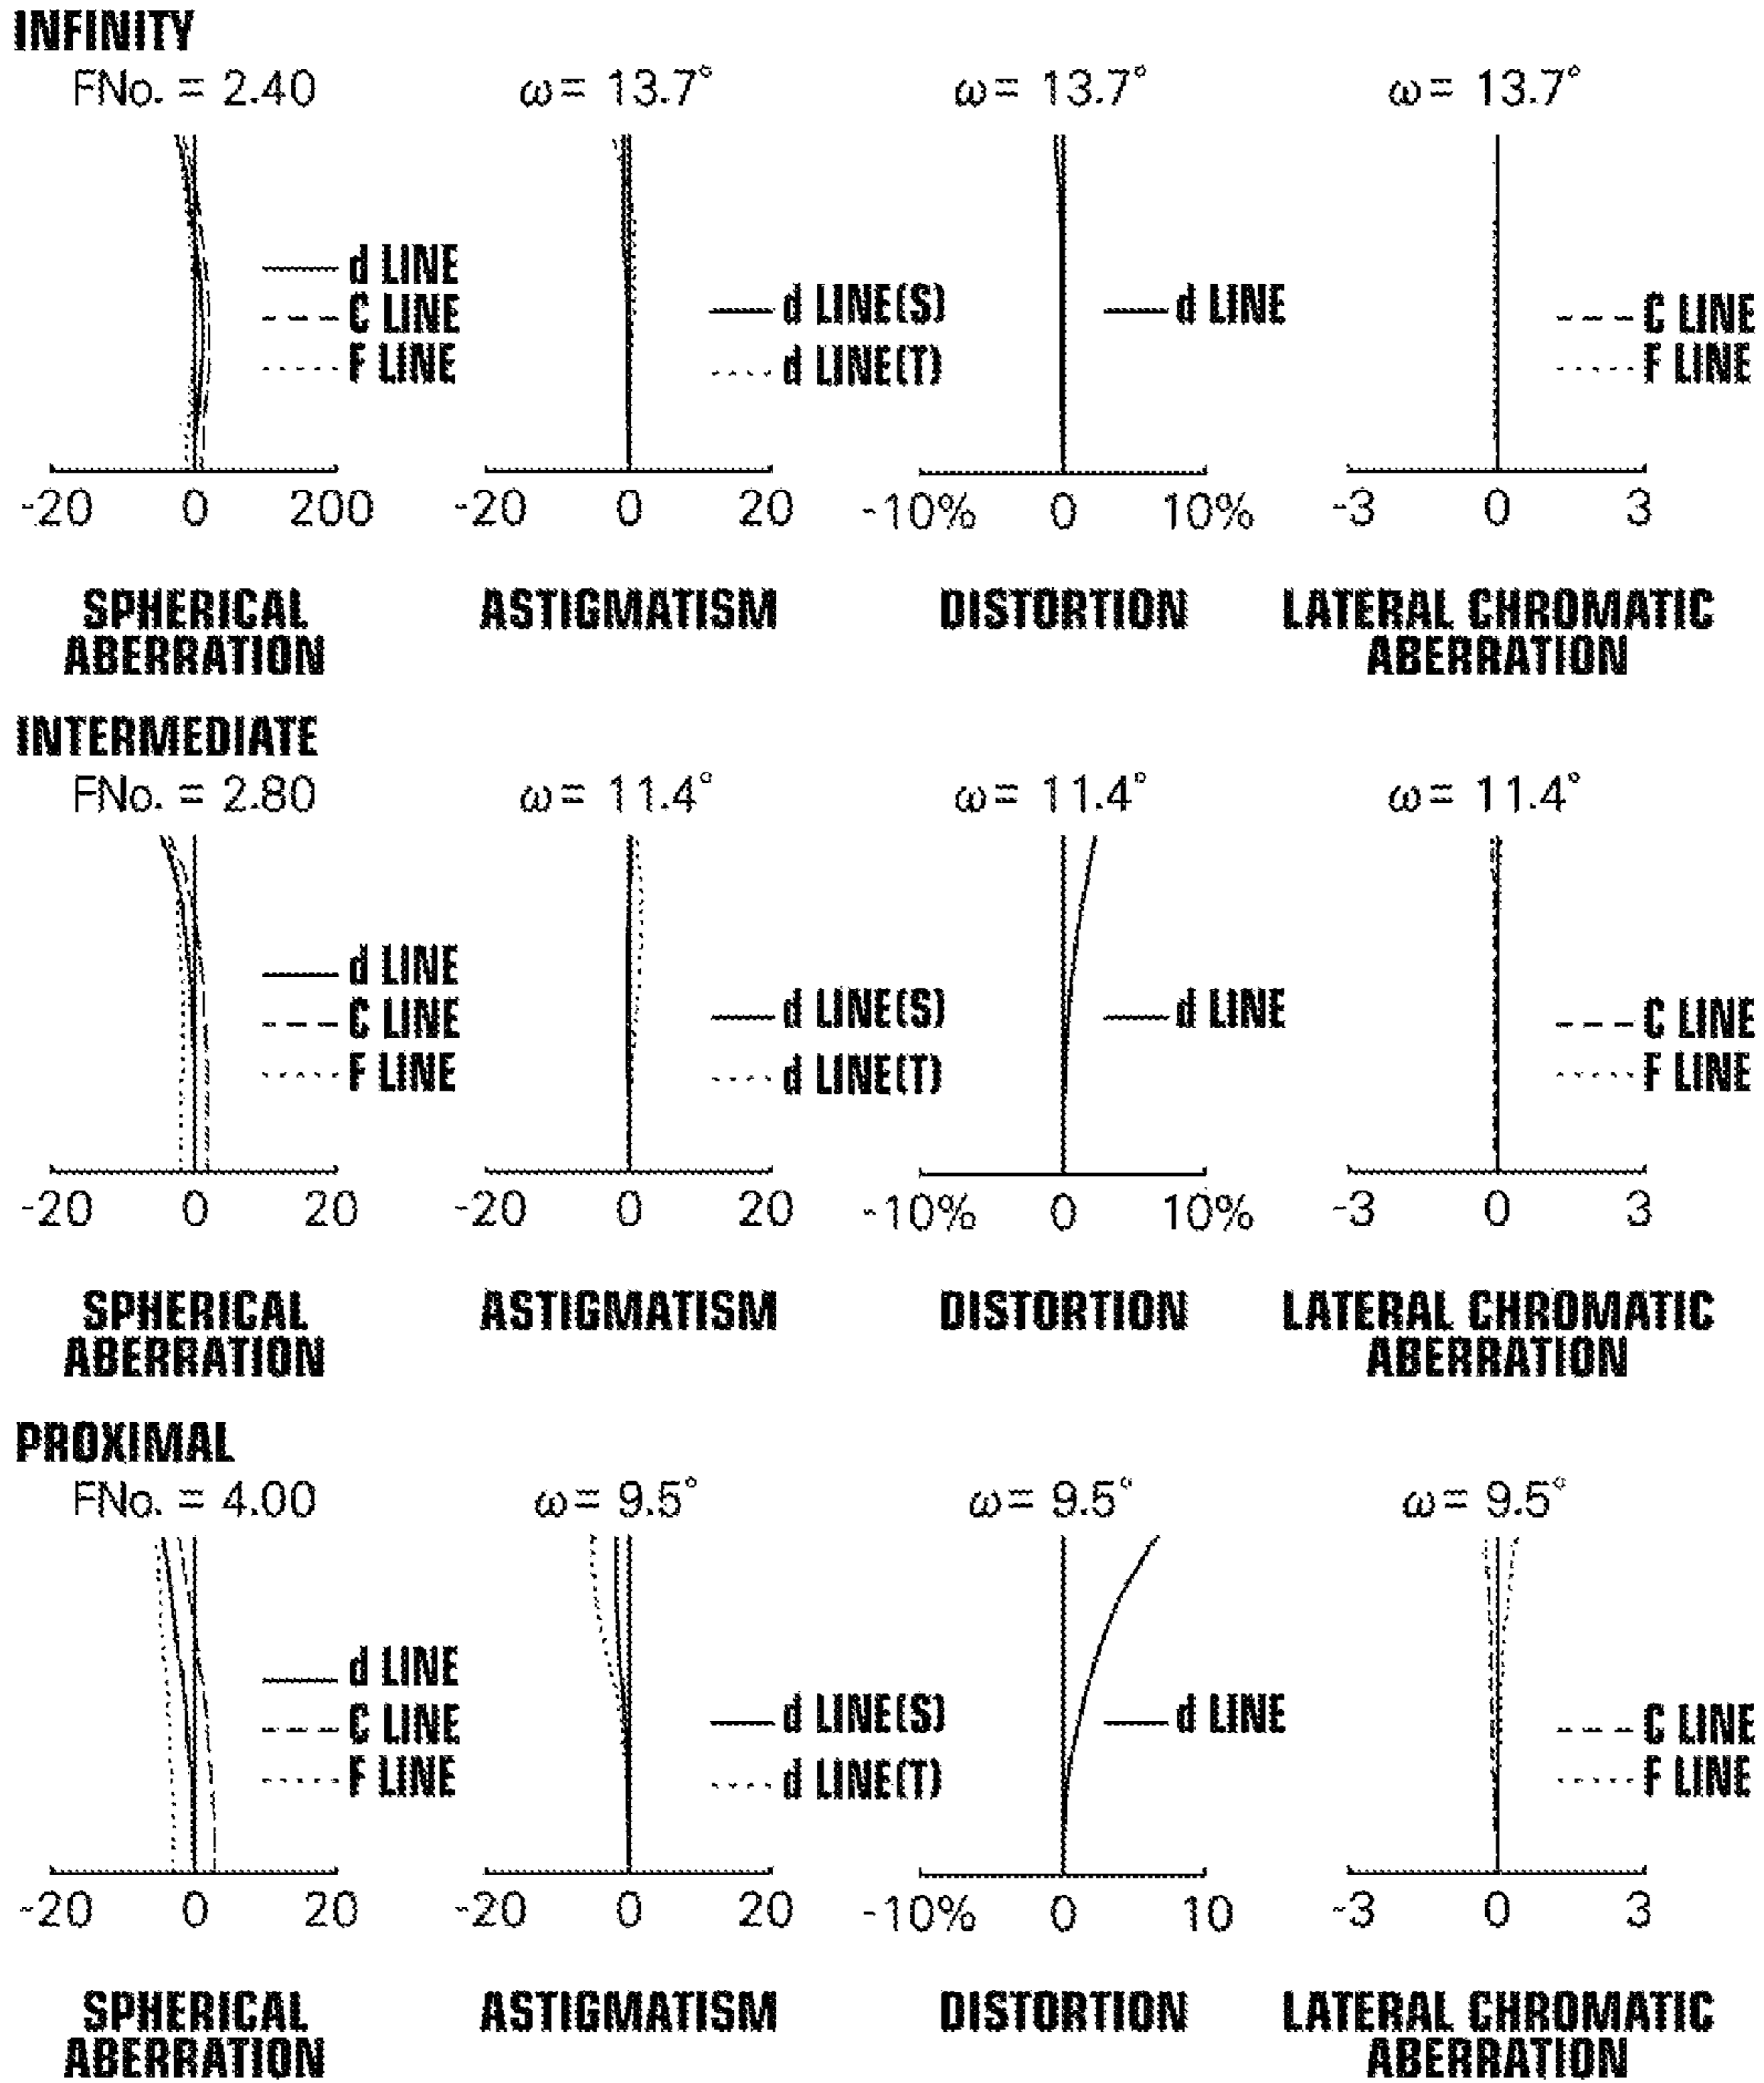 INFINITY
FNo. = 2.40
ω = 13.7°
ω = 13.7°
ω = 13.7°
d LINE
C LINE
F LINE
d LINE(S)
d LINE(T)
d LINE
C LINE
F LINE
-20 0 200
-20 0 20
-10% 0 10%
-3 0 3
SPHERICAL
ABERRATION
ASTIGMATISM
DISTORTION
LATERAL CHROMATIC
ABERRATION
INTERMEDIATE
FNo. = 2.80
ω = 11.4°
ω = 11.4°
ω = 11.4°
d LINE
C LINE
F LINE
d LINE(S)
d LINE(T)
d LINE
C LINE
F LINE
-20 0 20
-20 0 20
-10% 0 10%
-3 0 3
SPHERICAL
ABERRATION
ASTIGMATISM
DISTORTION
LATERAL CHROMATIC
ABERRATION
PROXIMAL
FNo. = 4.00
ω = 9.5°
ω = 9.5°
ω = 9.5°
d LINE
C LINE
F LINE
d LINE(S)
d LINE(T)
d LINE
C LINE
F LINE
-20 0 20
-20 0 20
-10% 0 10
-3 0 3
SPHERICAL
ABERRATION
ASTIGMATISM
DISTORTION
LATERAL CHROMATIC
ABERRATION